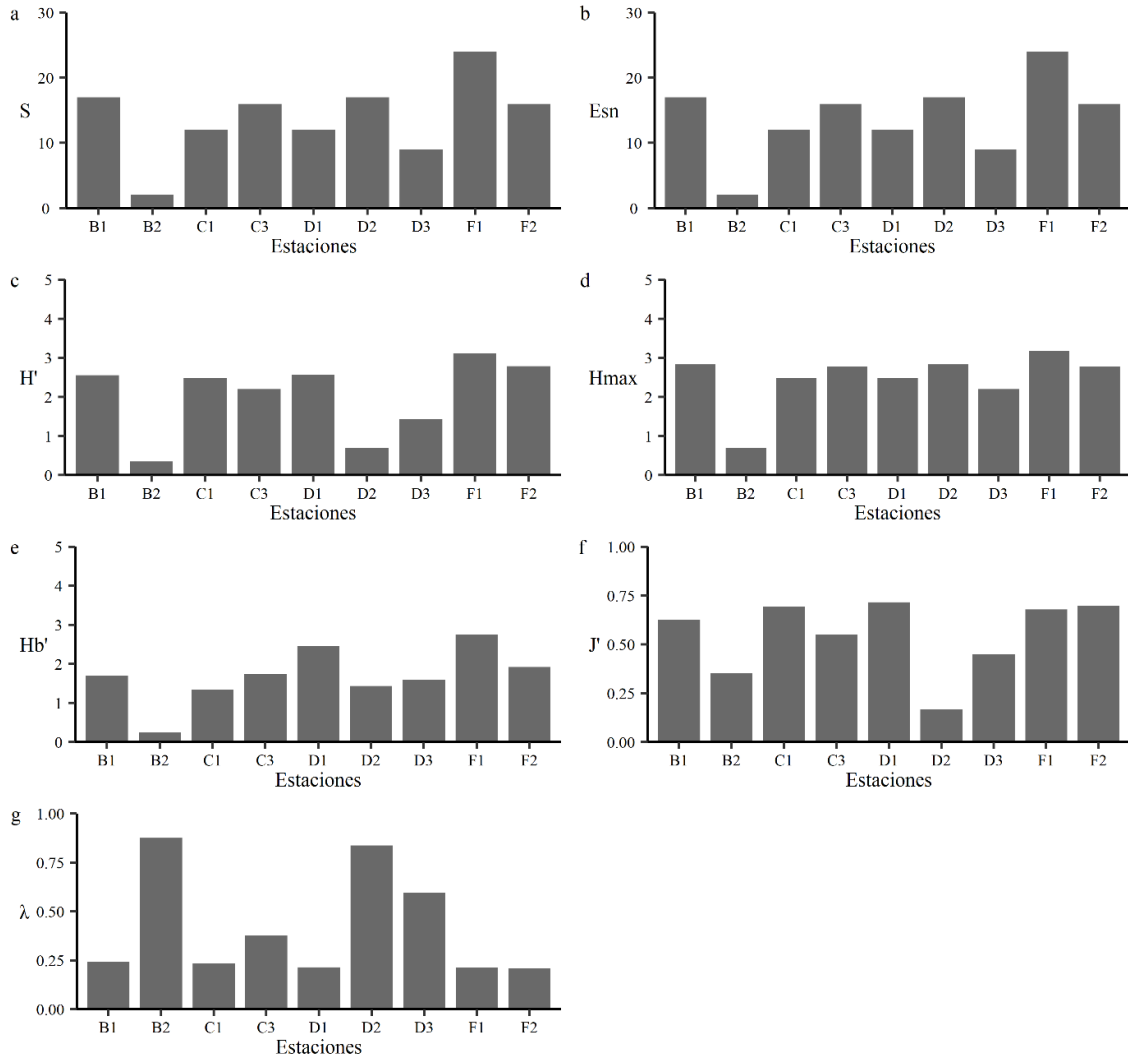 a
30
20
10
0
S
B1 B2 C1 C3 D1 D2 D3 F1 F2
Estaciones
b
30
20
10
0
Esn
B1 B2 C1 C3 D1 D2 D3 F1 F2
Estaciones
c
5
4
3
2
1
0
H'
B1 B2 C1 C3 D1 D2 D3 F1 F2
Estaciones
d
5
4
3
2
1
0
Hmax
B1 B2 C1 C3 D1 D2 D3 F1 F2
Estaciones
e
5
4
3
2
1
0
Hb'
B1 B2 C1 C3 D1 D2 D3 F1 F2
Estaciones
f
1.00
0.75
0.50
0.25
0.00
J'
B1 B2 C1 C3 D1 D2 D3 F1 F2
Estaciones
g
1.00
0.75
0.50
0.25
0.00
λ
B1 B2 C1 C3 D1 D2 D3 F1 F2
Estaciones